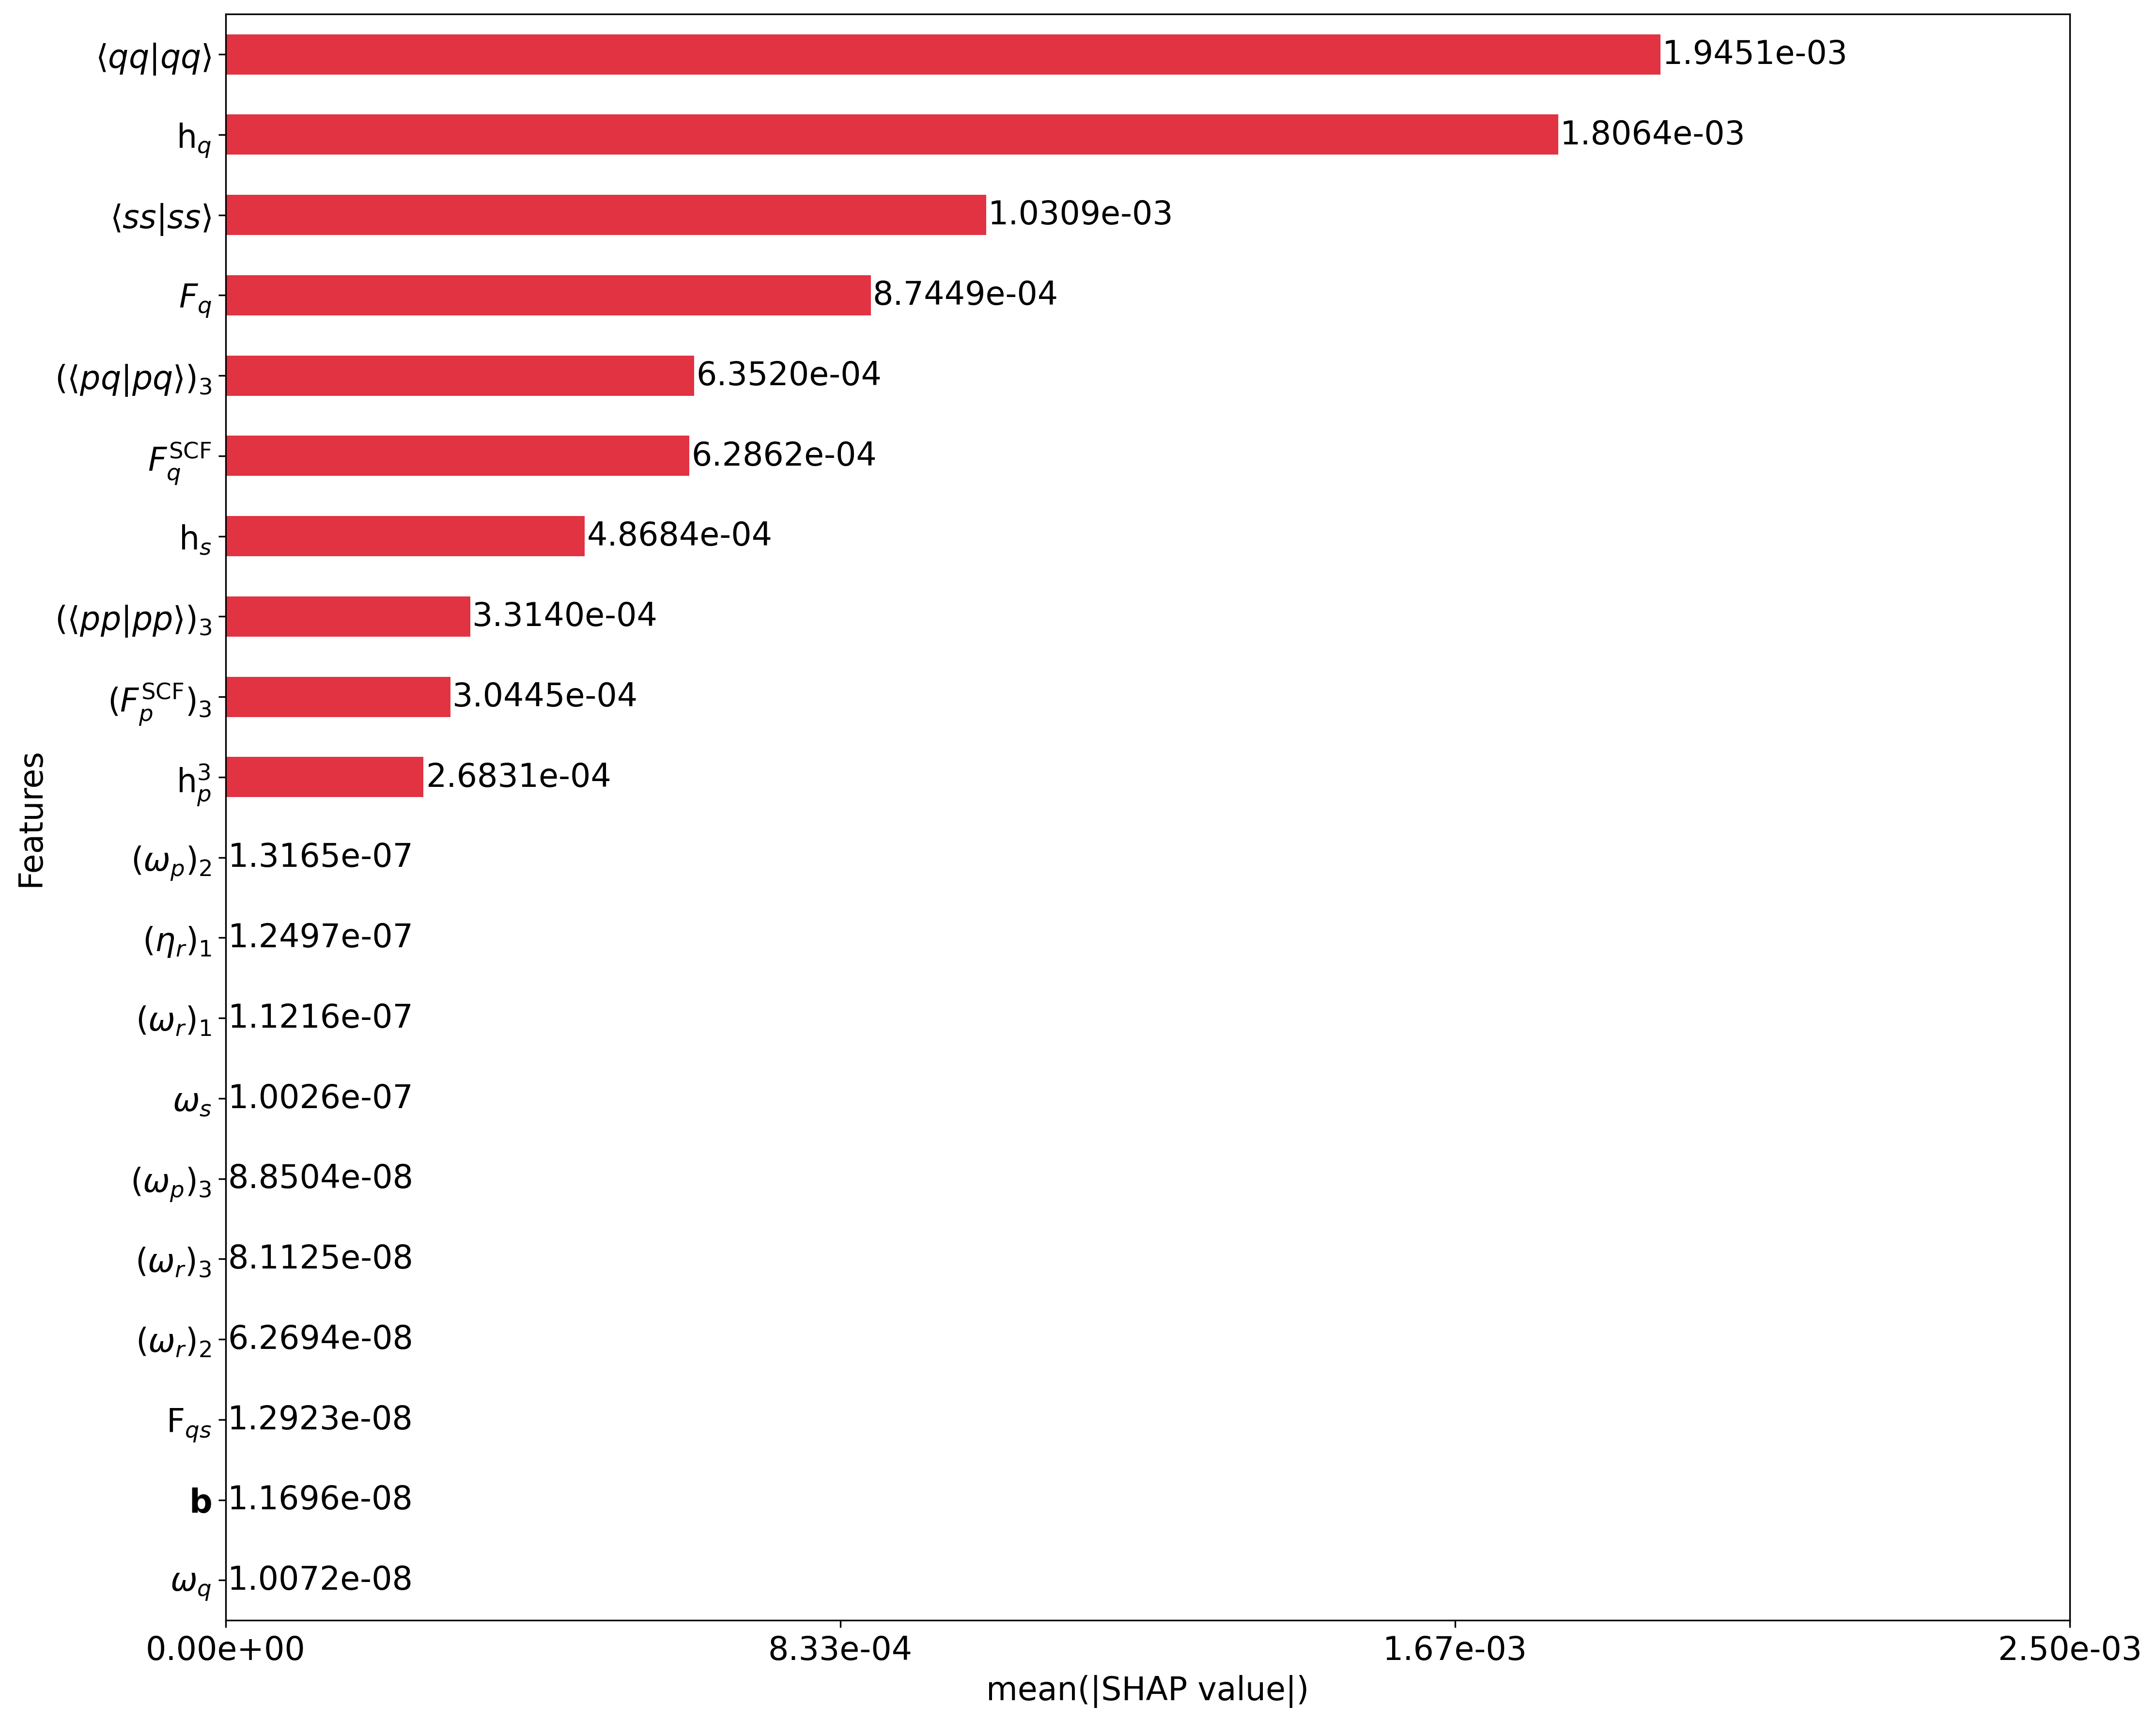 ⟨qq|qq⟩ 1.9451e-03
h_q 1.8064e-03
⟨ss|ss⟩ 1.0309e-03
F_q 8.7449e-04
(⟨pq|pq⟩)_3 6.3520e-04
F_q^SCF 6.2862e-04
h_s 4.8684e-04
(⟨pp|pp⟩)_3 3.3140e-04
(F_p^SCF)_3 3.0445e-04
h_p^3 2.6831e-04
(ω_p)_2 1.3165e-07
(η_r)_1 1.2497e-07
(ω_r)_1 1.1216e-07
ω_s 1.0026e-07
(ω_p)_3 8.8504e-08
(ω_r)_3 8.1125e-08
(ω_r)_2 6.2694e-08
F_qs 1.2923e-08
b 1.1696e-08
ω_q 1.0072e-08
Features
0.00e+00 8.33e-04 1.67e-03 2.50e-03
mean(|SHAP value|)